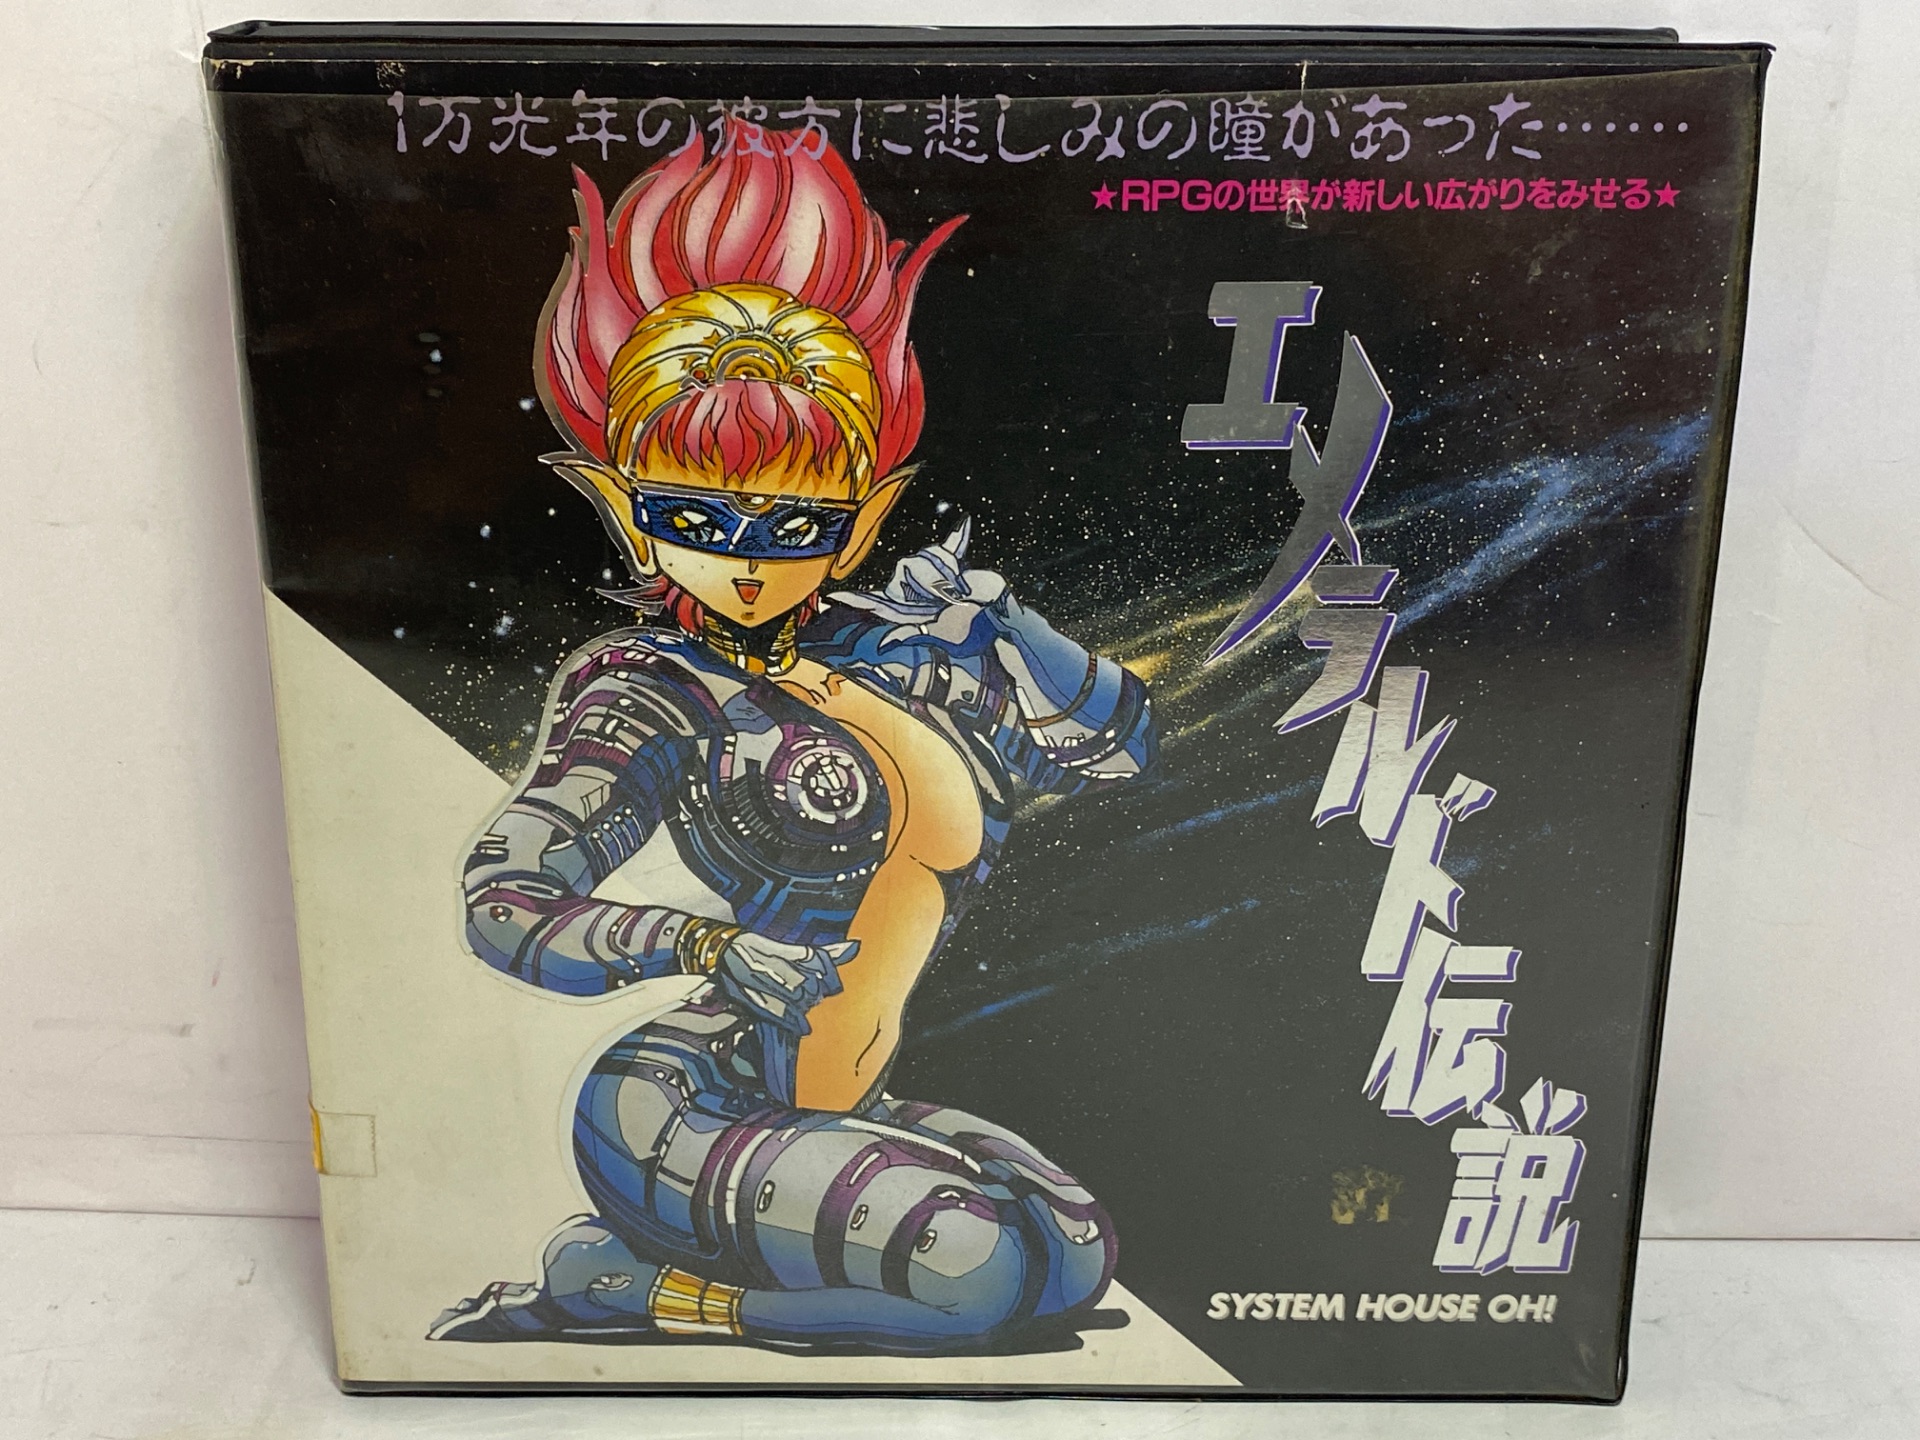 1万光年の彼方に悲しみの瞳があった……
★RPGの世界が新しい広がりをみせる★
エメラルド伝説
SYSTEM HOUSE OH!